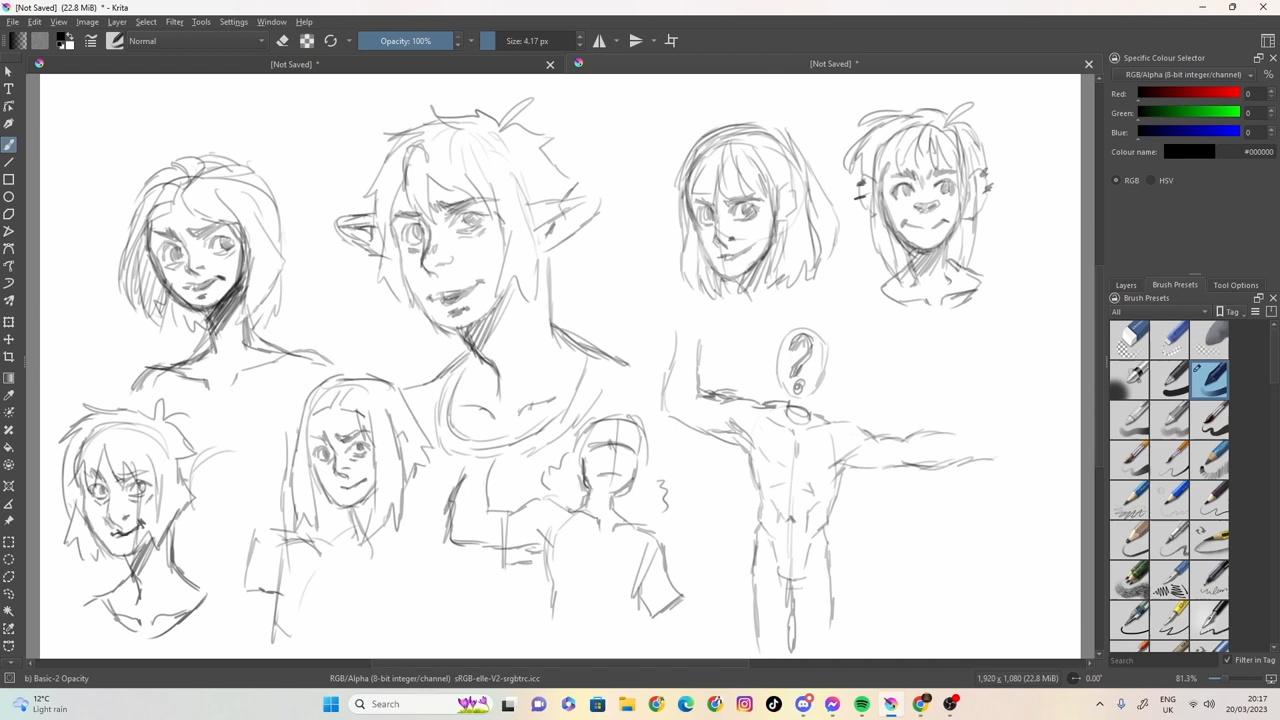 [Not Saved]  (22.8 MiB)  * - Krita
File Edit View Image Layer Select Filter Tools Settings Window Help
Normal Opacity: 100% Size: 4.17 px
[Not Saved] * [Not Saved] *
Specific Colour Selector
RGB/Alpha (8-bit integer/channel) %
Red: 0
Green: 0
Blue: 0
Colour name: #000000
RGB HSV
Layers Brush Presets Tool Options
Brush Presets
All Tag
?
Search Filter in Tag
b) Basic-2 Opacity RGB/Alpha (8-bit integer/channel)  sRGB-elle-V2-srgbtrc.icc 1,920 x 1,080 (22.8 MiB) 0.00° 81.3%
12°C
Light rain
Search
ENG
UK
20:17
20/03/2023